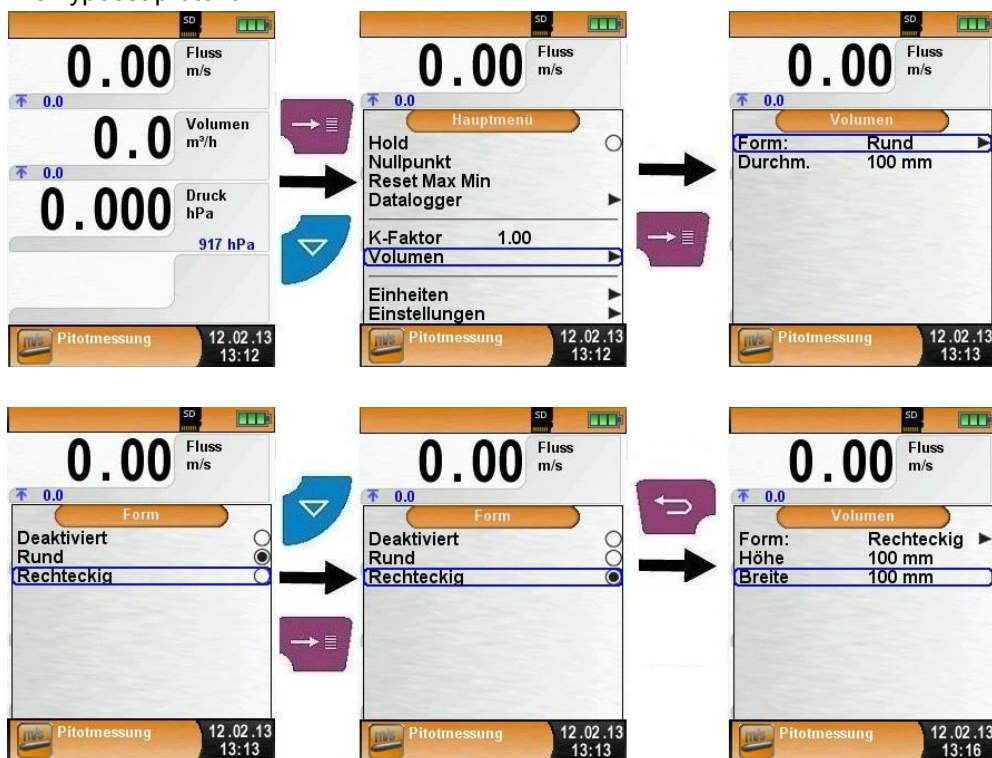 SD
0.00 Fluss m/s
0.0
0.0 Volumen m³/h
0.0
0.000 Druck hPa
917 hPa
Pitotmessung 12.02.13
13:12
SD
0.00 Fluss m/s
0.0
Hauptmenü
Hold
Nullpunkt
Reset Max Min
Datalogger
K-Faktor 1.00
Volumen
Einheiten
Einstellungen
m/s Pitotmessung 12.02.13
13:12
SD
0.00 Fluss m/s
0.0
Volumen
Form: Rund
Durchm. 100 mm
m/s Pitotmessung 12.02.13
13:13
SD
0.00 Fluss m/s
0.0
Form
Deaktiviert
Rund
Rechteckig
m/s Pitotmessung 12.02.13
13:13
SD
0.00 Fluss m/s
0.0
Form
Deaktiviert
Rund
Rechteckig
m/s Pitotmessung 12.02.13
13:13
SD
0.00 Fluss m/s
0.0
Volumen
Form: Rechteckig
Höhe 100 mm
Breite 100 mm
m/s Pitotmessung 12.02.13
13:16